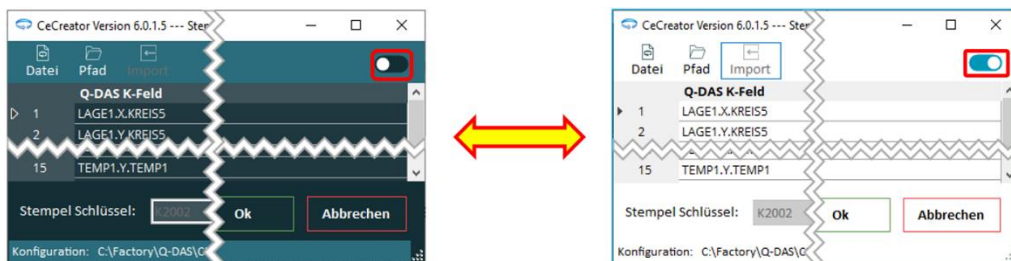 CeCreator Version 6.0.1.5 --- Ster
Datei Pfad Import
Q-DAS K-Feld
1 LAGE1.X.KREIS5
2 LAGE1.Y.KREIS5
15 TEMP1.Y.TEMP1
Stempel Schlüssel: K2002 Ok Abbrechen
Konfiguration: C:\Factory\Q-DAS\C
CeCreator Version 6.0.1.5 --- Ster
Datei Pfad Import
Q-DAS K-Feld
1 LAGE1.X.KREIS5
2 LAGE1.Y.KREIS5
15 TEMP1.Y.TEMP1
Stempel Schlüssel: K2002 Ok Abbrechen
Konfiguration: C:\Factory\Q-DAS\C